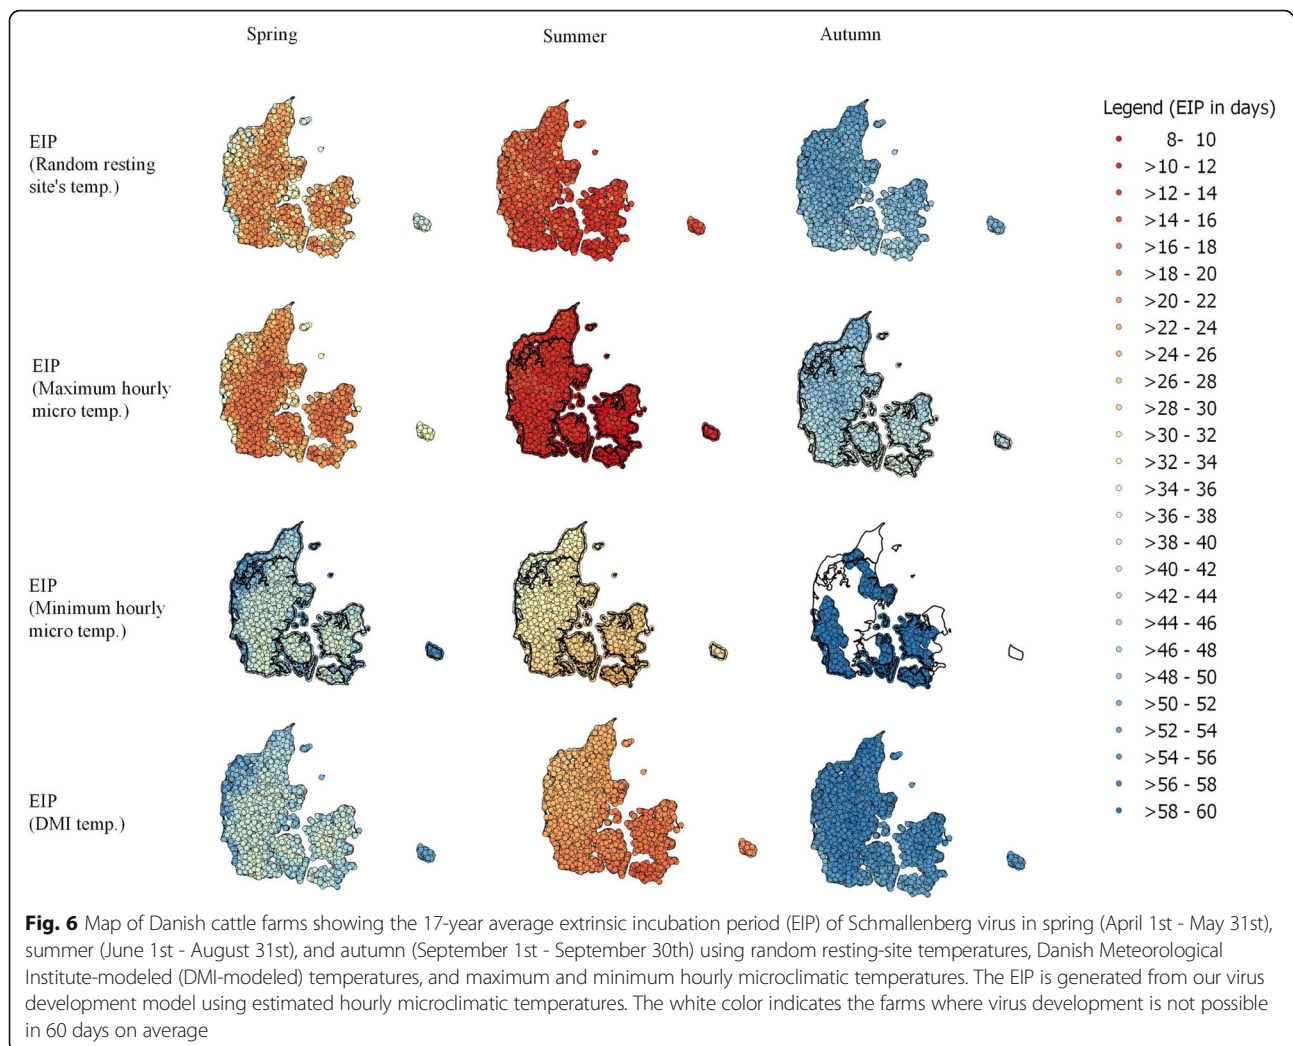 Spring Summer Autumn
EIP
(Random resting
site's temp.)
EIP
(Maximum hourly
micro temp.)
EIP
(Minimum hourly
micro temp.)
EIP
(DMI temp.)
Legend (EIP in days)
8- 10
>10 - 12
>12 - 14
>14 - 16
>16 - 18
>18 - 20
>20 - 22
>22 - 24
>24 - 26
>26 - 28
>28 - 30
>30 - 32
>32 - 34
>34 - 36
>36 - 38
>38 - 40
>40 - 42
>42 - 44
>44 - 46
>46 - 48
>48 - 50
>50 - 52
>52 - 54
>54 - 56
>56 - 58
>58 - 60
Fig. 6 Map of Danish cattle farms showing the 17-year average extrinsic incubation period (EIP) of Schmallenberg virus in spring (April 1st - May 31st),
summer (June 1st - August 31st), and autumn (September 1st - September 30th) using random resting-site temperatures, Danish Meteorological
Institute-modeled (DMI-modeled) temperatures, and maximum and minimum hourly microclimatic temperatures. The EIP is generated from our virus
development model using estimated hourly microclimatic temperatures. The white color indicates the farms where virus development is not possible
in 60 days on average